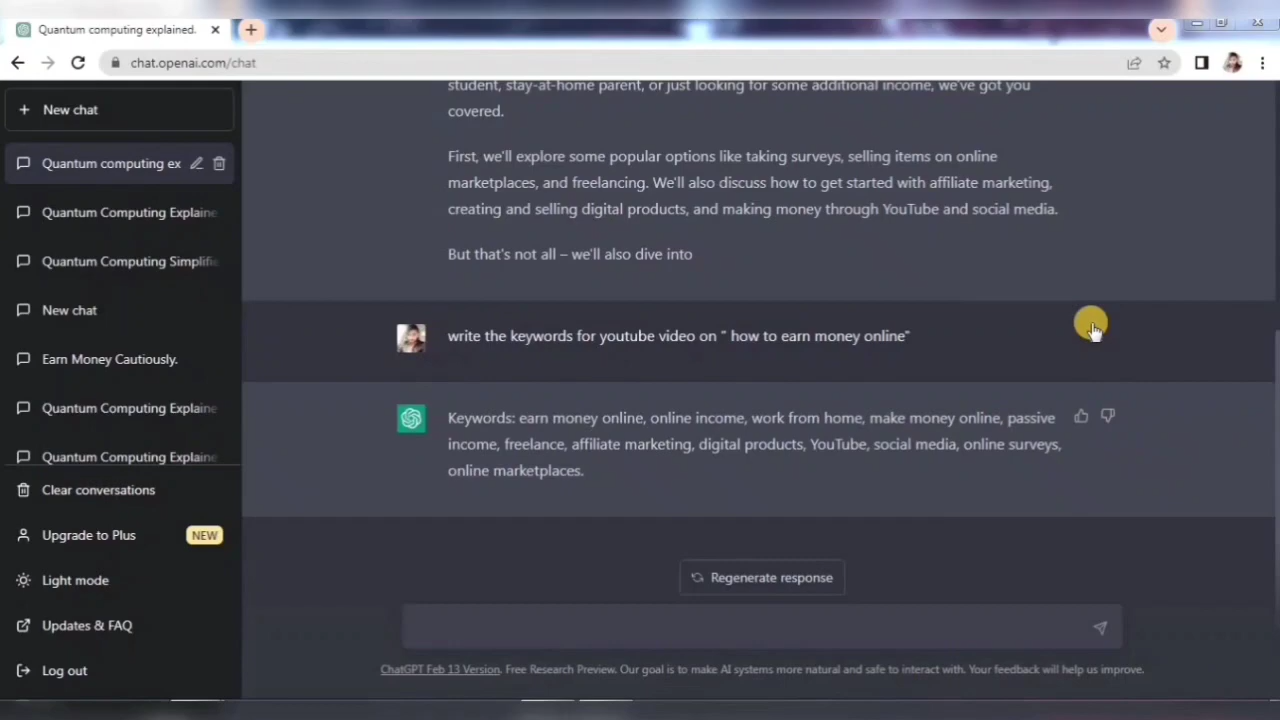 Quantum computing explained.
chat.openai.com/chat
New chat
Quantum computing ex
Quantum Computing Explaine
Quantum Computing Simplifi
New chat
Earn Money Cautiously.
Quantum Computing Explaine
Quantum Computing Explaine
Clear conversations
Upgrade to Plus NEW
Light mode
Updates & FAQ
Log out
student, stay-at-home parent, or just looking for some additional income, we've got you
covered.
First, we'll explore some popular options like taking surveys, selling items on online
marketplaces, and freelancing. We'll also discuss how to get started with affiliate marketing,
creating and selling digital products, and making money through YouTube and social media.
But that's not all – we'll also dive into
write the keywords for youtube video on " how to earn money online"
Keywords: earn money online, online income, work from home, make money online, passive
income, freelance, affiliate marketing, digital products, YouTube, social media, online surveys,
online marketplaces.
Regenerate response
ChatGPT Feb 13 Version. Free Research Preview. Our goal is to make AI systems more natural and safe to interact with. Your feedback will help us improve.